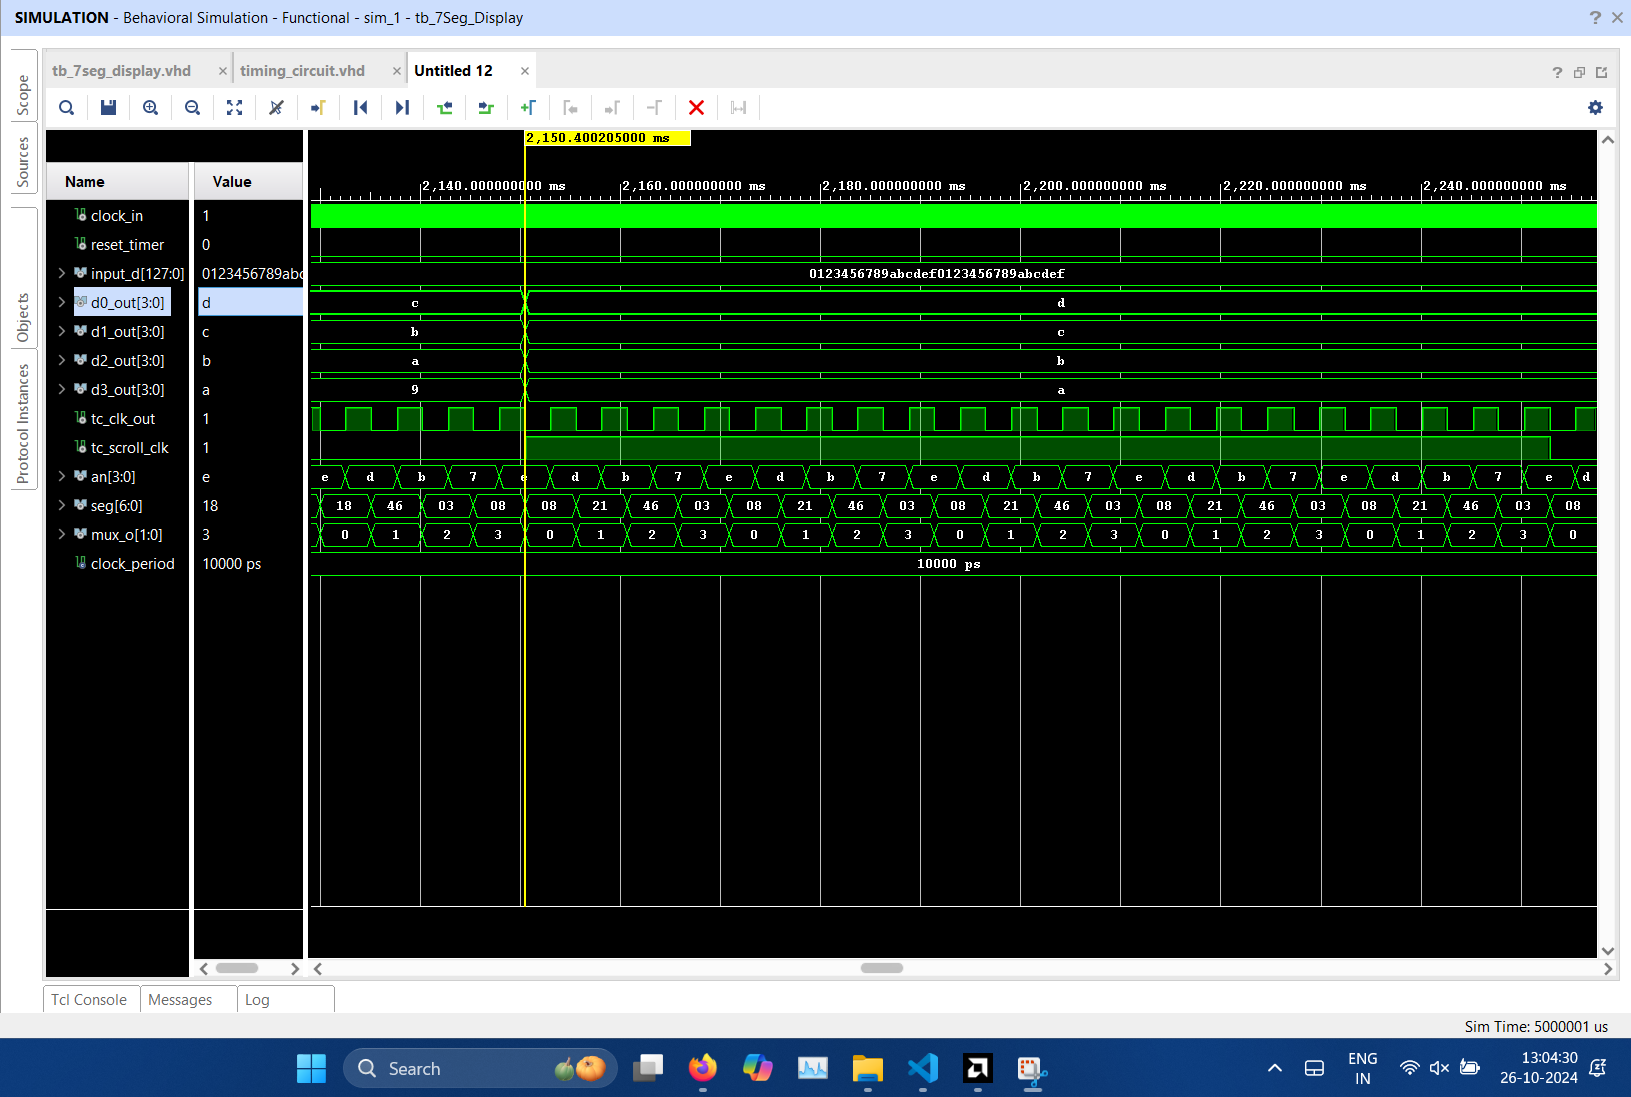 SIMULATION - Behavioral Simulation - Functional - sim_1 - tb_7Seg_Display
tb_7seg_display.vhd
timing_circuit.vhd
Untitled 12
Scope
Sources
Objects
Protocol Instances
2,150.400205000 ms
Name Value
2,140.000000000 ms 2,160.000000000 ms 2,180.000000000 ms 2,200.000000000 ms 2,220.000000000 ms 2,240.000000000 ms
clock_in 1
reset_timer 0
input_d[127:0] 0123456789abc 0123456789abcdef0123456789abcdef
d0_out[3:0] d c d
d1_out[3:0] c b c
d2_out[3:0] b a b
d3_out[3:0] a 9 a
tc_clk_out 1
tc_scroll_clk 1
an[3:0] e e d b 7 e d b 7 e d b 7 e d b 7 e d b 7 e d b 7 e d
seg[6:0] 18 18 46 03 08 08 21 46 03 08 21 46 03 08 21 46 03 08 21 46 03 08 21 46 03 08
mux_o[1:0] 3 0 1 2 3 0 1 2 3 0 1 2 3 0 1 2 3 0 1 2 3 0 1 2 3 0
clock_period 10000 ps 10000 ps
Tcl Console Messages Log
Sim Time: 5000001 us
Search
ENG
IN
13:04:30
26-10-2024